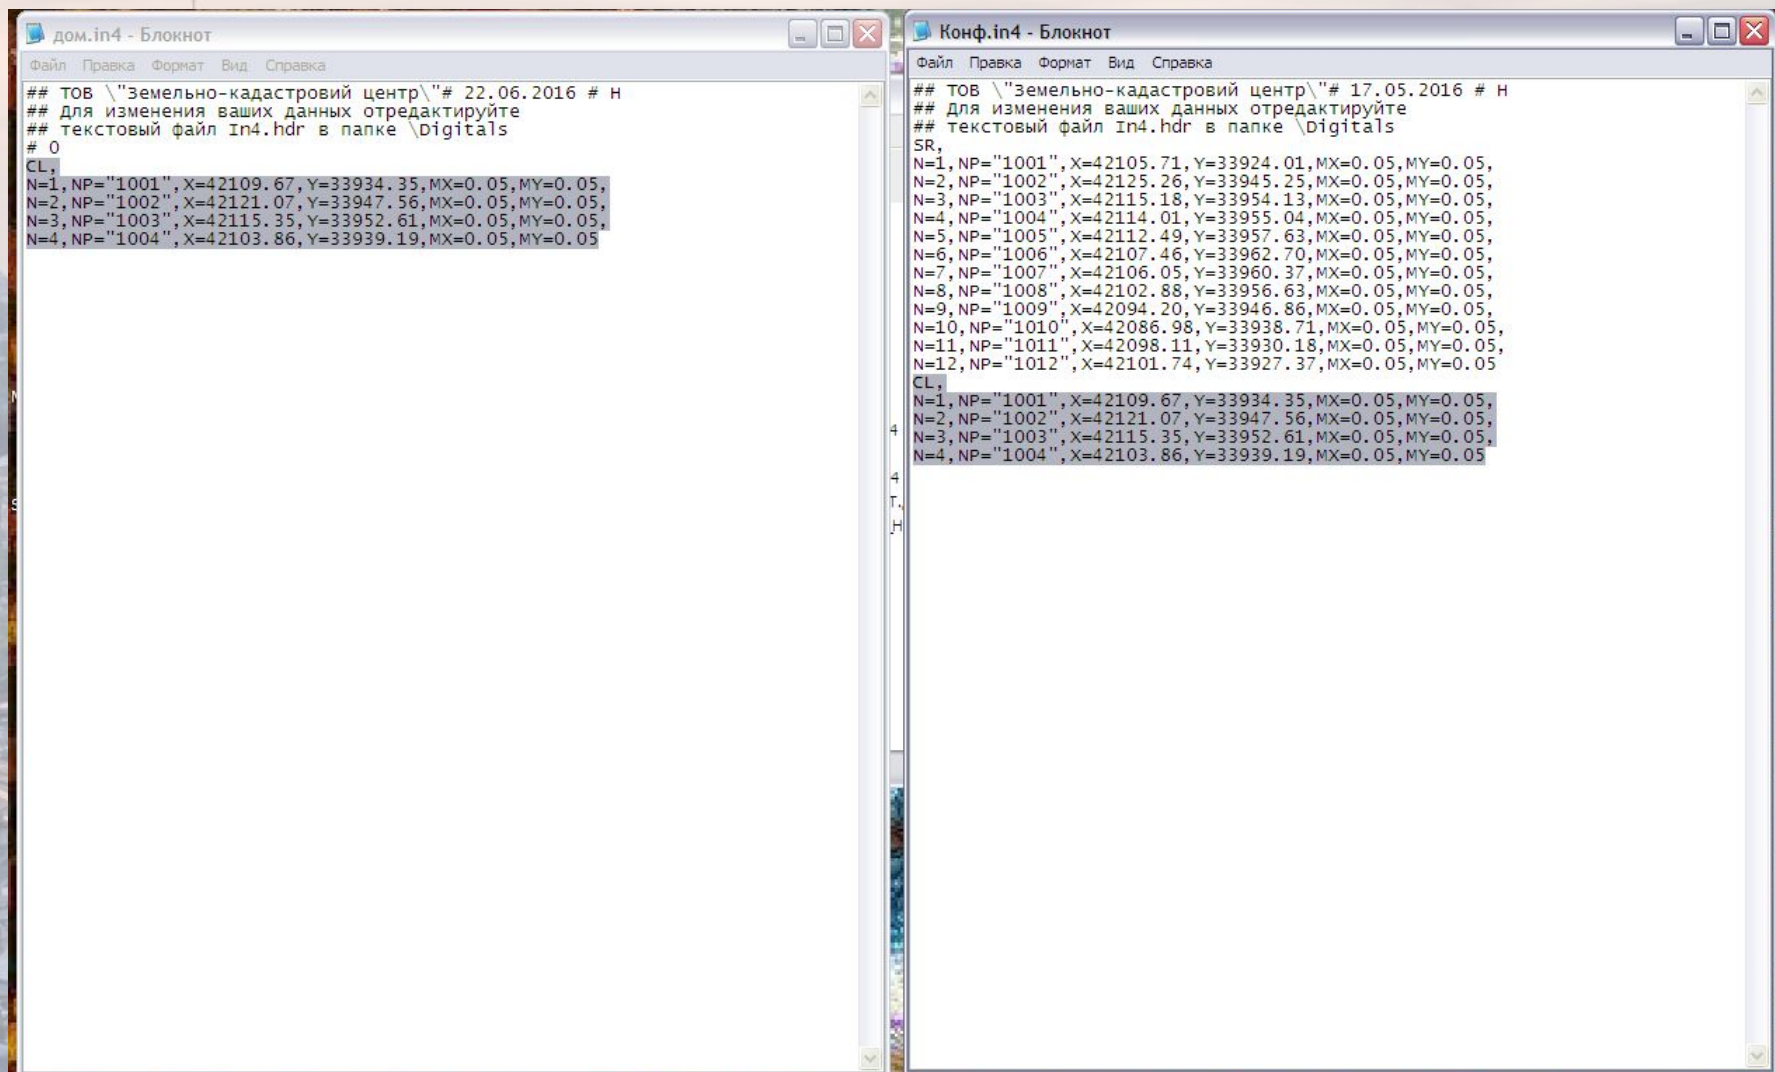 дом.in4 - Блокнот
Файл Правка Формат Вид Справка
## ТОВ \"Земельно-кадастровий центр\"# 22.06.2016 # Н
## Для изменения ваших данных отредактируйте
## текстовый файл In4.hdr в папке \Digitals
# 0
CL,
N=1,NP="1001",X=42109.67,Y=33934.35,MX=0.05,MY=0.05,
N=2,NP="1002",X=42121.07,Y=33947.56,MX=0.05,MY=0.05,
N=3,NP="1003",X=42115.35,Y=33952.61,MX=0.05,MY=0.05,
N=4,NP="1004",X=42103.86,Y=33939.19,MX=0.05,MY=0.05
Конф.in4 - Блокнот
Файл Правка Формат Вид Справка
## ТОВ \"Земельно-кадастровий центр\"# 17.05.2016 # Н
## Для изменения ваших данных отредактируйте
## текстовый файл In4.hdr в папке \Digitals
SR,
N=1,NP="1001",X=42105.71,Y=33924.01,MX=0.05,MY=0.05,
N=2,NP="1002",X=42125.26,Y=33945.25,MX=0.05,MY=0.05,
N=3,NP="1003",X=42115.18,Y=33954.13,MX=0.05,MY=0.05,
N=4,NP="1004",X=42114.01,Y=33955.04,MX=0.05,MY=0.05,
N=5,NP="1005",X=42112.49,Y=33957.63,MX=0.05,MY=0.05,
N=6,NP="1006",X=42107.46,Y=33962.70,MX=0.05,MY=0.05,
N=7,NP="1007",X=42106.05,Y=33960.37,MX=0.05,MY=0.05,
N=8,NP="1008",X=42102.88,Y=33956.63,MX=0.05,MY=0.05,
N=9,NP="1009",X=42094.20,Y=33946.86,MX=0.05,MY=0.05,
N=10,NP="1010",X=42086.98,Y=33938.71,MX=0.05,MY=0.05,
N=11,NP="1011",X=42098.11,Y=33930.18,MX=0.05,MY=0.05,
N=12,NP="1012",X=42101.74,Y=33927.37,MX=0.05,MY=0.05
CL,
N=1,NP="1001",X=42109.67,Y=33934.35,MX=0.05,MY=0.05,
N=2,NP="1002",X=42121.07,Y=33947.56,MX=0.05,MY=0.05,
N=3,NP="1003",X=42115.35,Y=33952.61,MX=0.05,MY=0.05,
N=4,NP="1004",X=42103.86,Y=33939.19,MX=0.05,MY=0.05